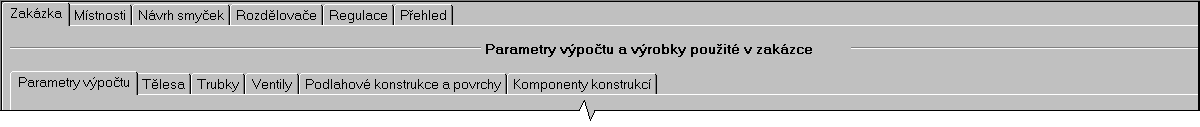 Zakázka Místnosti Návrh smyček Rozdělovače Regulace Přehled
Parametry výpočtu a výrobky použité v zakázce
Parametry výpočtu Tělesa Trubky Ventily Podlahové konstrukce a povrchy Komponenty konstrukcí